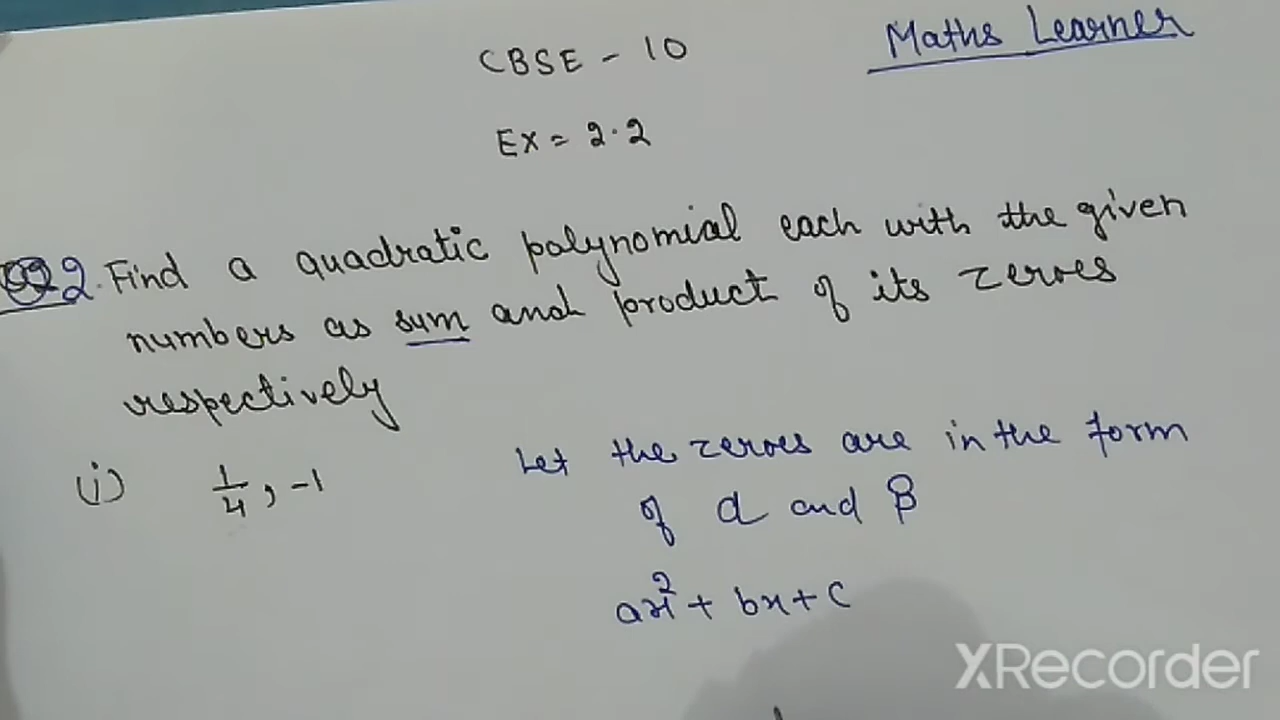 CBSE - 10
Maths Learner
Ex = 2.2
2. Find a quadratic polynomial each with the given
numbers as sum and product of its zeroes
respectively
(i) 1/4, -1
Let the zeroes are in the form
of α and β
ax² + bx + c
XRecorder